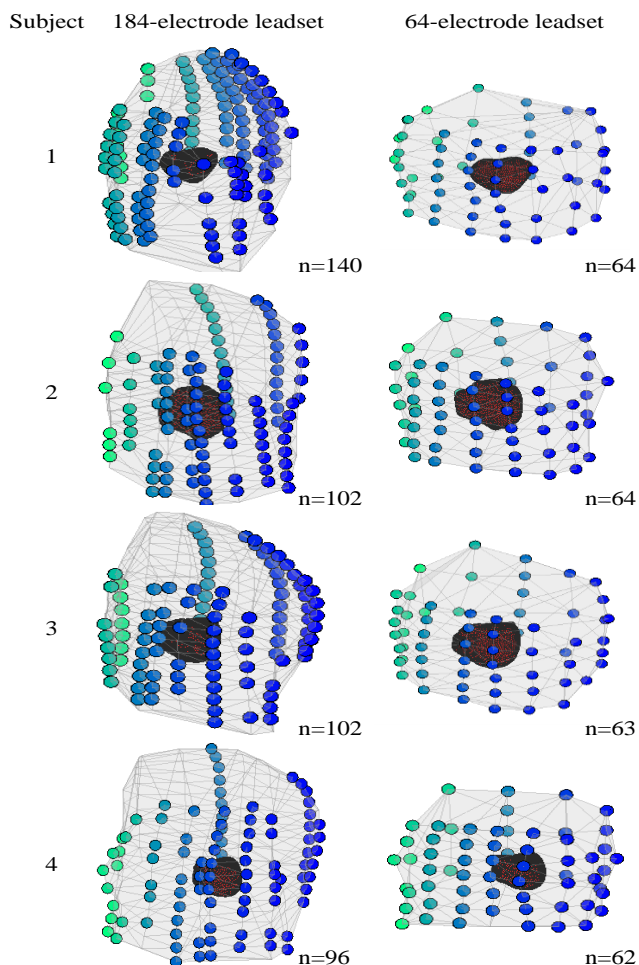 Subject 184-electrode leadset 64-electrode leadset
1
n=140 n=64
2
n=102 n=64
3
n=102 n=63
4
n=96 n=62